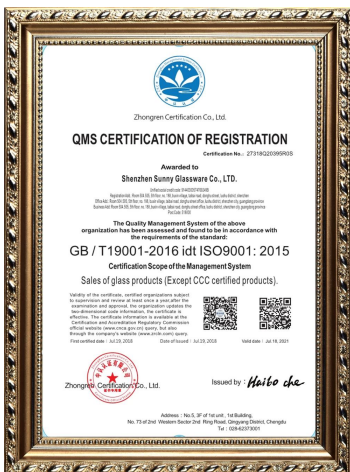 Zhongren Certification Co., Ltd.
QMS CERTIFICATION OF REGISTRATION
Certification No.: 27318Q20395R0S
Awarded to
Shenzhen Sunny Glassware Co., LTD.
The Quality Management System of the above
organization has been assessed and found to be in accordance with
the requirements of the standard:
GB / T19001-2016 idt ISO9001: 2015
Certification Scope of the Management System
Sales of glass products (Except CCC certified products).
Validity of the certificate, certified organizations subject
to supervision and review at least once a year, after the
examination and approval, the organization updates the
two-dimensional code information, the certificate is
effective. The certificate information is available at the
Certification and Accreditation Regulatory Commission
official website (www.cnca.gov.cn) query, but also
through the company's website (www.zrcln.com) query.
First certified date : Jul.19, 2018 Date of Issued : Jul.19, 2018 Valid date : Jul.18, 2021
Zhongren Certification Co., Ltd. Issued by : Haibo che
Address : No.5, 3F of 1st unit , 1st Building,
No. 73 of 2nd Western Sector 2nd Ring Road, Qingyang District, Chengdu
Tel : 028-62373001